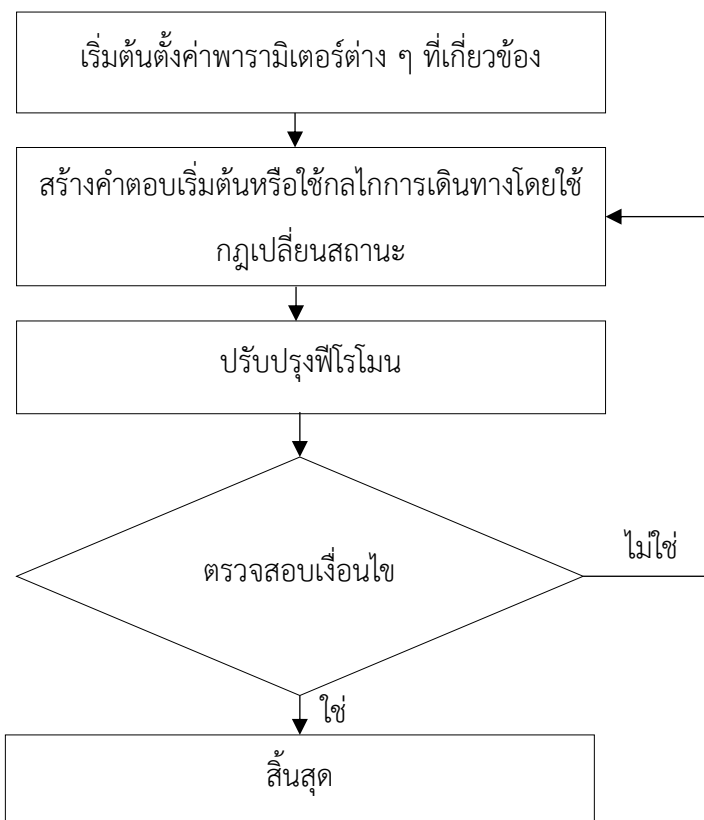 เริ่มต้นตั้งค่าพารามิเตอร์ต่าง ๆ ที่เกี่ยวข้อง
สร้างคำตอบเริ่มต้นหรือใช้กลไกการเดินทางโดยใช้
กฎเปลี่ยนสถานะ
ปรับปรุงฟีโรโมน
ตรวจสอบเงื่อนไข
ไม่ใช่
ใช่
สิ้นสุด